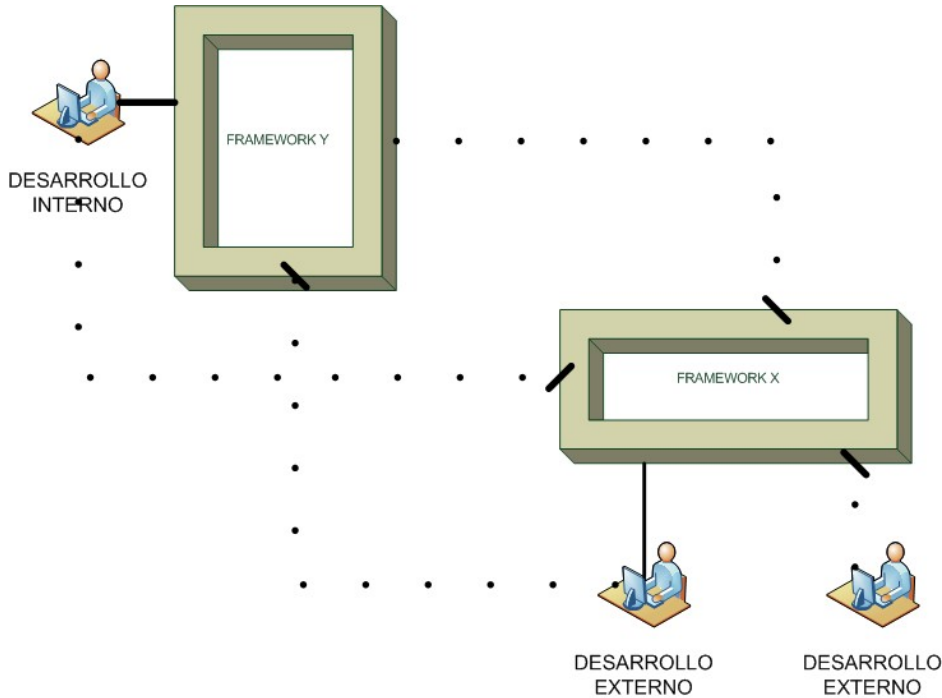 FRAMEWORK Y
DESARROLLO
INTERNO
FRAMEWORK X
DESARROLLO
EXTERNO
DESARROLLO
EXTERNO